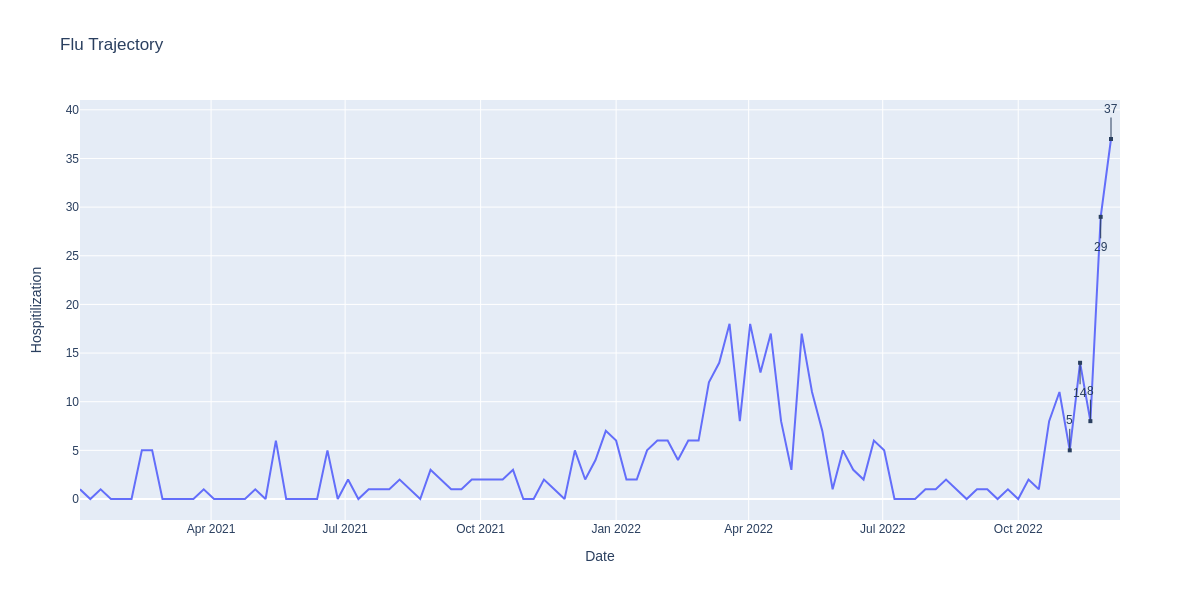 Flu Trajectory
Hospitilization
40
35
30
25
20
15
10
5
0
37
29
14
8
5
Apr 2021
Jul 2021
Oct 2021
Jan 2022
Apr 2022
Jul 2022
Oct 2022
Date